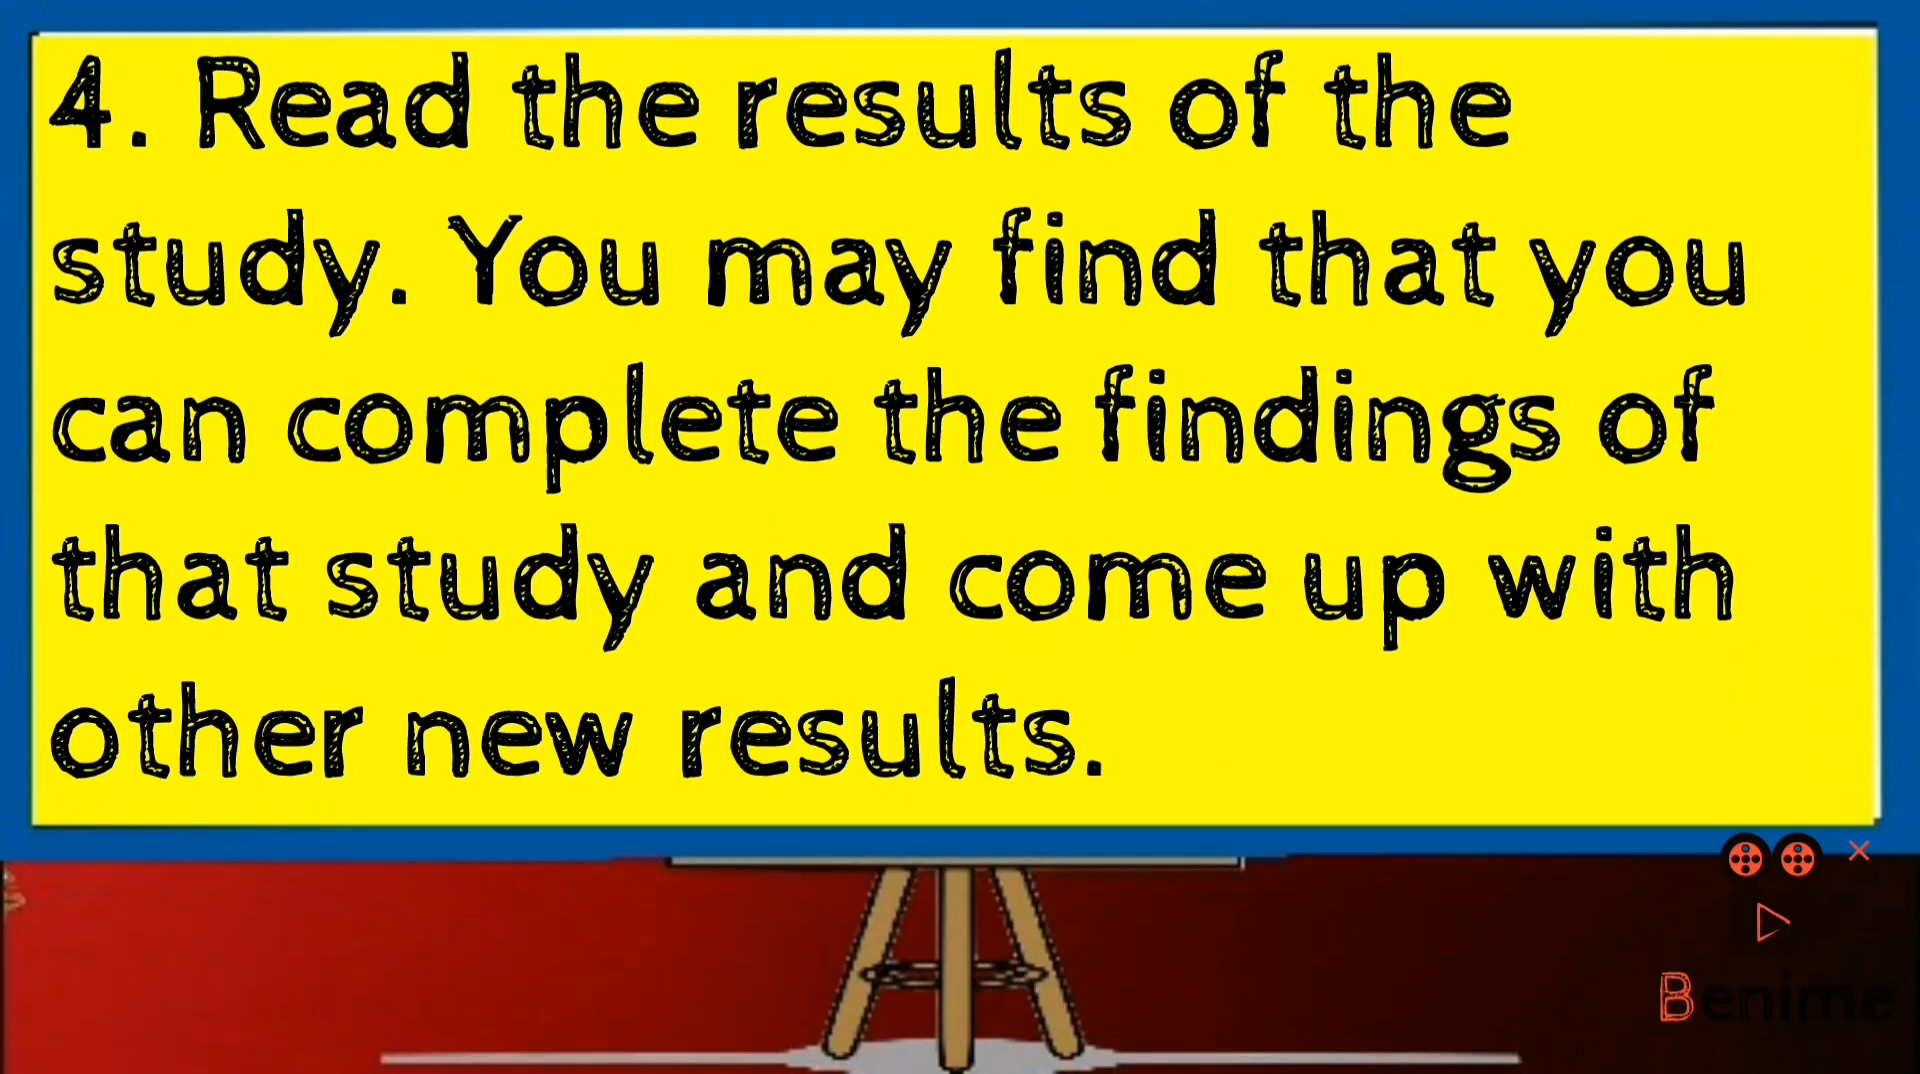 4. Read the results of the
study. You may find that you
can complete the findings of
that study and come up with
other new results.
Benime